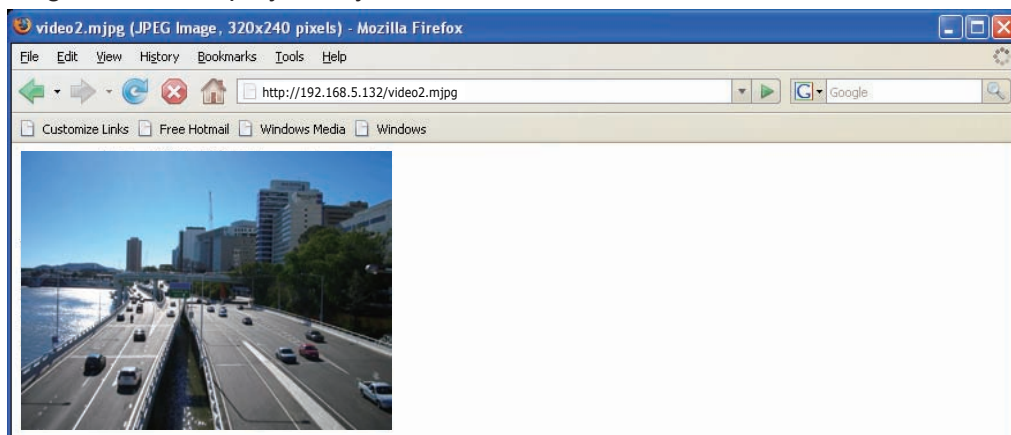 video2.mjpg (JPEG Image, 320x240 pixels) - Mozilla Firefox
File Edit View History Bookmarks Tools Help
http://192.168.5.132/video2.mjpg G Google
Customize Links Free Hotmail Windows Media Windows